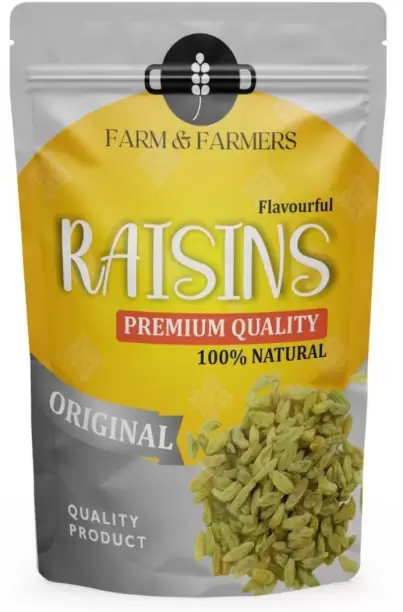 FARM & FARMERS
Flavourful
RAISINS
PREMIUM QUALITY
100% NATURAL
ORIGINAL
QUALITY
PRODUCT